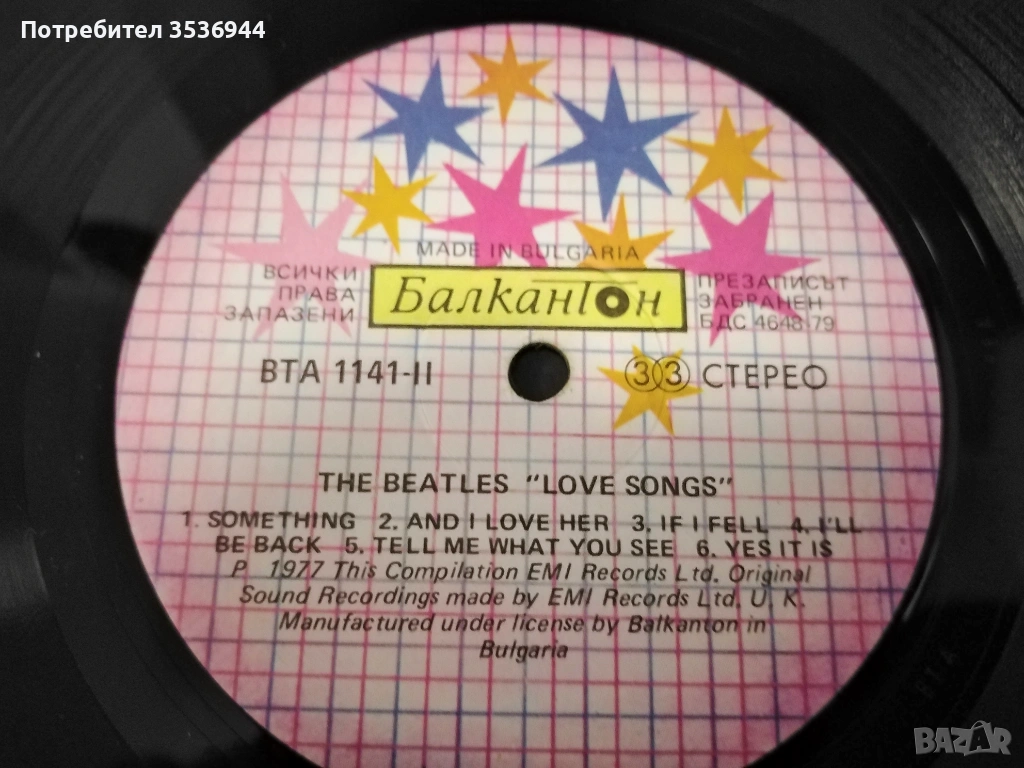 Потребител 3536944
MADE IN BULGARIA
ВСИЧКИ
ПРАВА
ЗАПАЗЕНИ
Балкантон
ПРЕЗАПИСЪТ
ЗАБРАНЕН
БДС 4648-79
ВТА 1141-II
33 СТЕРЕО
THE BEATLES "LOVE SONGS"
1. SOMETHING 2. AND I LOVE HER 3. IF I FELL 4. I'LL
BE BACK 5. TELL ME WHAT YOU SEE 6. YES IT IS
P 1977 This Compilation EMI Records Ltd. Original
Sound Recordings made by EMI Records Ltd. U. K.
Manufactured under license by Balkanton in
Bulgaria
BAZAR